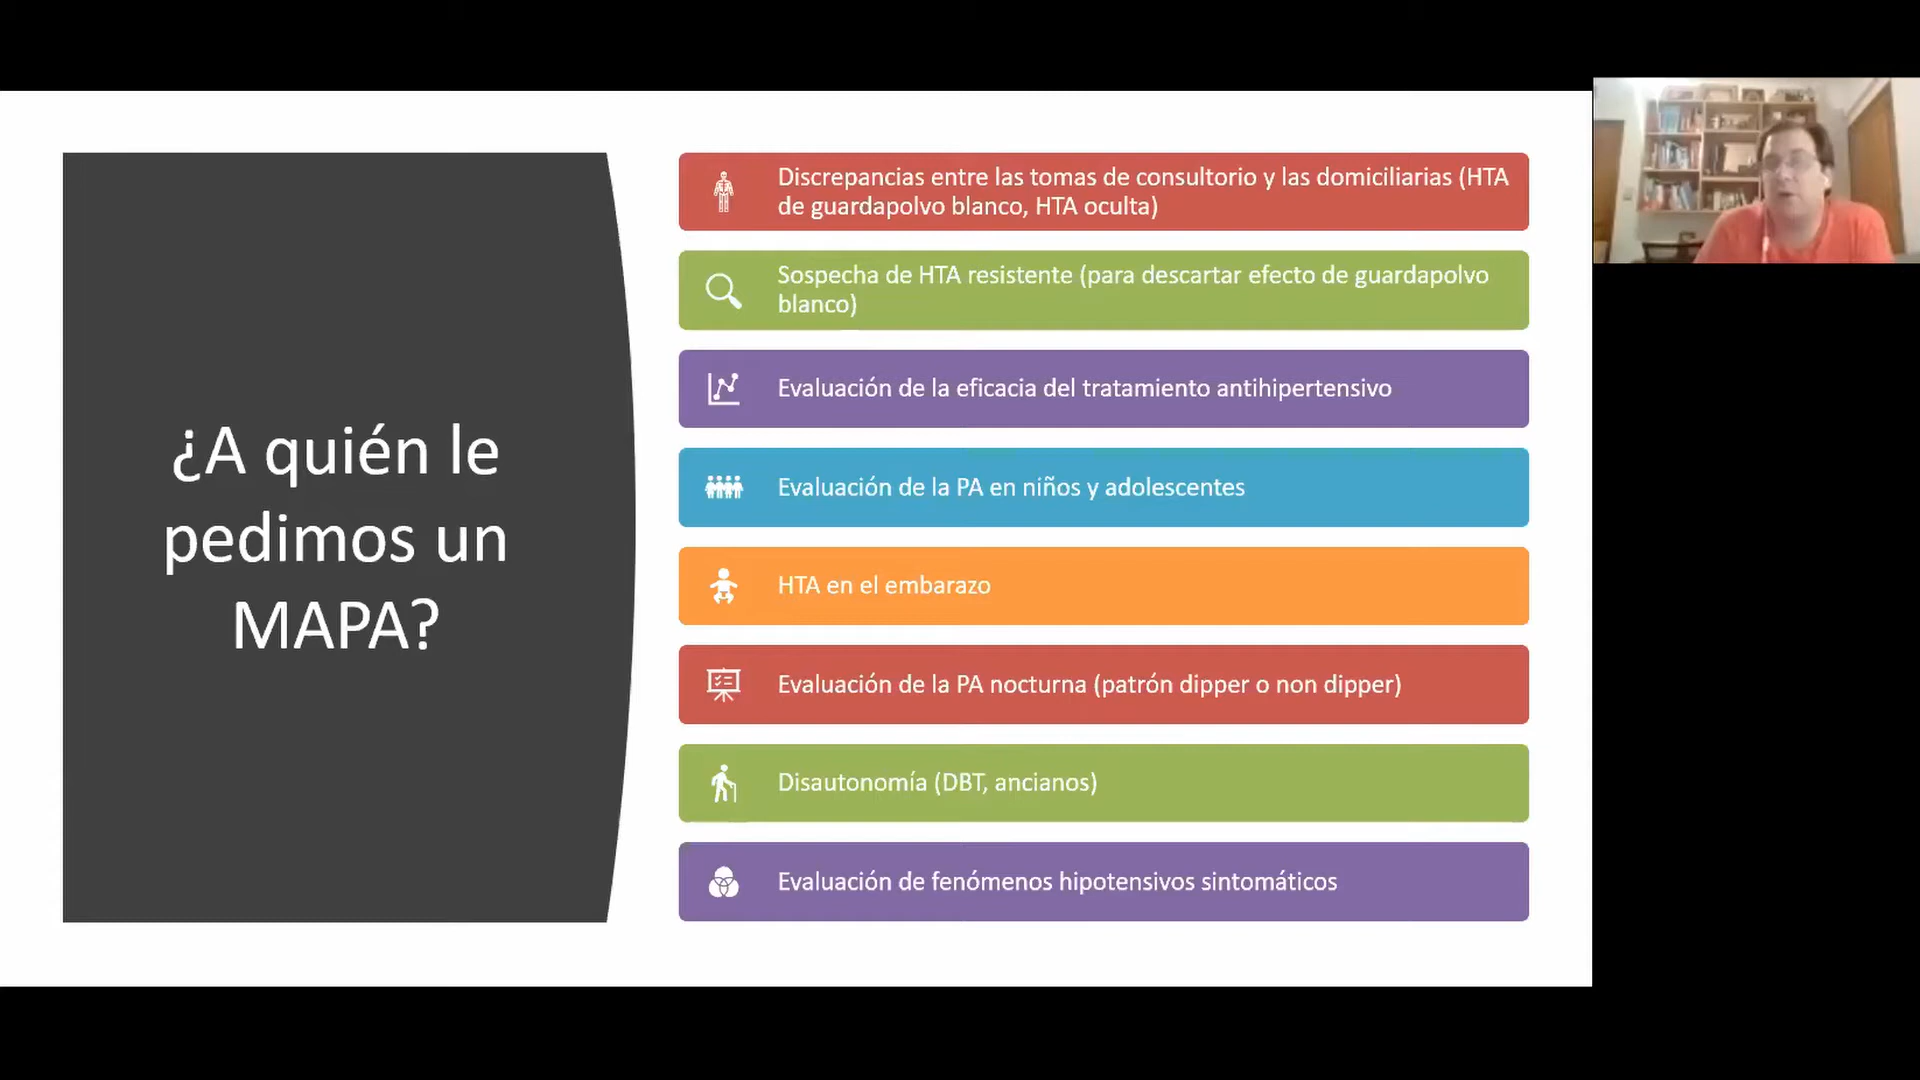 ¿A quién le
pedimos un
MAPA?
Discrepancias entre las tomas de consultorio y las domiciliarias (HTA
de guardapolvo blanco, HTA oculta)
Sospecha de HTA resistente (para descartar efecto de guardapolvo
blanco)
Evaluación de la eficacia del tratamiento antihipertensivo
Evaluación de la PA en niños y adolescentes
HTA en el embarazo
Evaluación de la PA nocturna (patrón dipper o non dipper)
Disautonomía (DBT, ancianos)
Evaluación de fenómenos hipotensivos sintomáticos